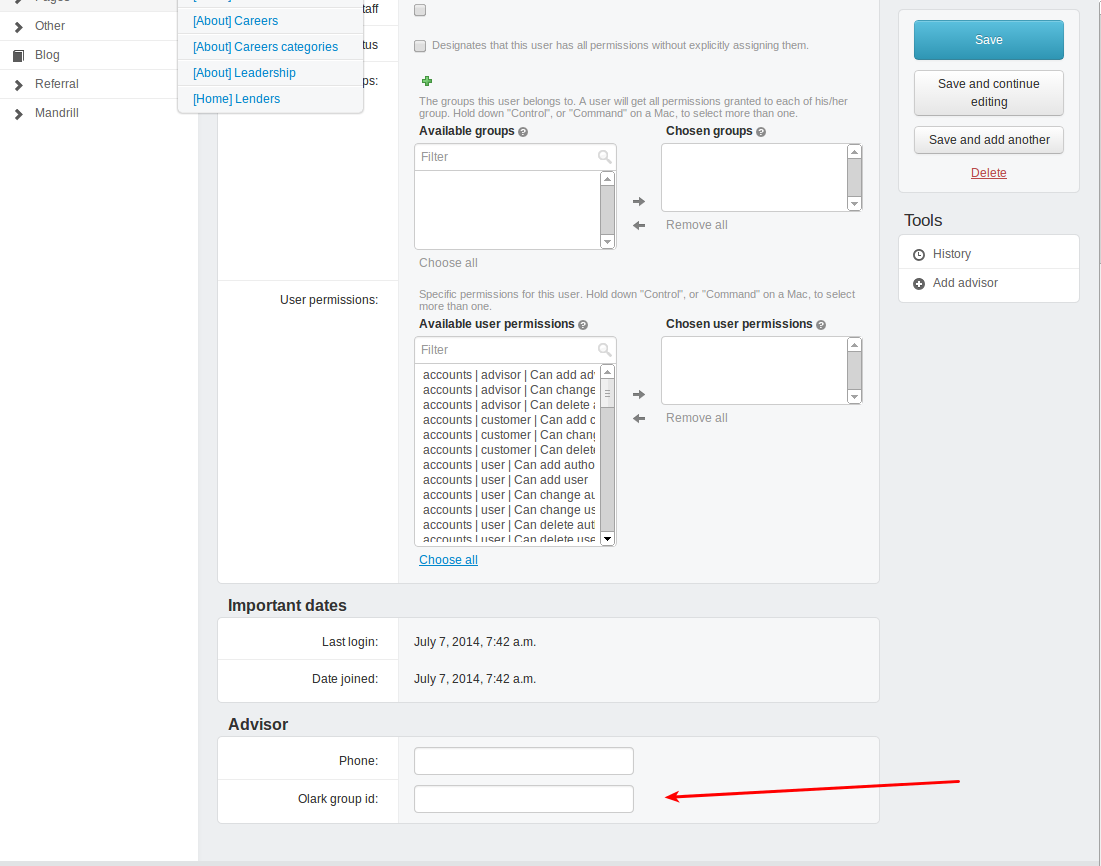 Other
Blog
Referral
Mandrill
[About] Careers
[About] Careers categories
[About] Leadership
[Home] Lenders
taff
tus
Designates that this user has all permissions without explicitly assigning them.
ps:
The groups this user belongs to. A user will get all permissions granted to each of his/her
group. Hold down "Control", or "Command" on a Mac, to select more than one.
Available groups
Chosen groups
Filter
Remove all
Choose all
User permissions:
Specific permissions for this user. Hold down "Control", or "Command" on a Mac, to select
more than one.
Available user permissions
Chosen user permissions
Filter
accounts | advisor | Can add adv
accounts | advisor | Can change
accounts | advisor | Can delete a
accounts | customer | Can add c
accounts | customer | Can chang
accounts | customer | Can delete
accounts | user | Can add autho
accounts | user | Can add user
accounts | user | Can change au
accounts | user | Can change us
accounts | user | Can delete auth
accounts | user | Can delete use
Remove all
Choose all
Important dates
Last login:
July 7, 2014, 7:42 a.m.
Date joined:
July 7, 2014, 7:42 a.m.
Advisor
Phone:
Olark group id:
Save
Save and continue
editing
Save and add another
Delete
Tools
History
Add advisor